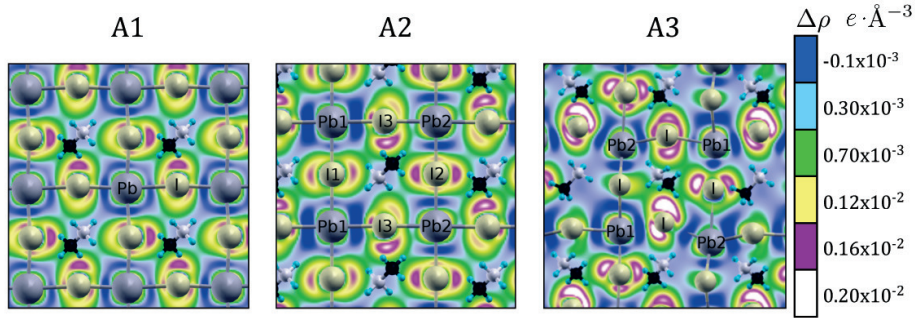 A1
A2
A3
Δρ e·Å⁻³
-0.1x10⁻³
0.30x10⁻³
0.70x10⁻³
0.12x10⁻²
0.16x10⁻²
0.20x10⁻²
Pb I
Pb1 I3 Pb2
I1 I2
Pb1 I3 Pb2
Pb2 I Pb1
I I
Pb1 I Pb2